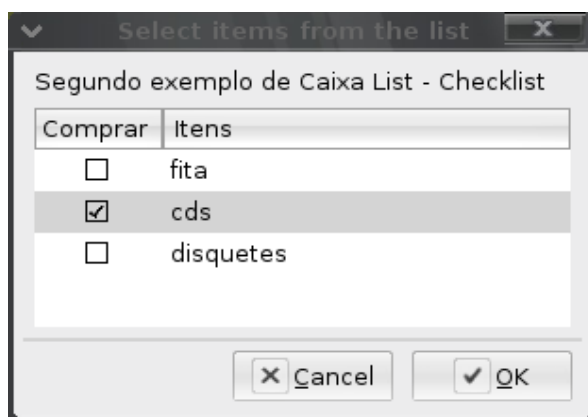 Select items from the list
Segundo exemplo de Caixa List - Checklist
Comprar Itens
fita
cds
disquetes
Cancel OK